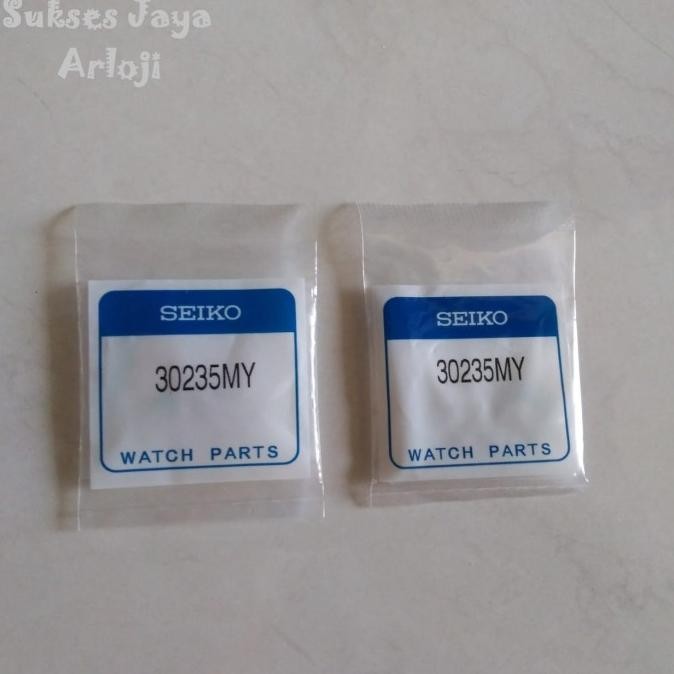 Sukses Jaya
Arloji
SEIKO
30235MY
WATCH PARTS
SEIKO
30235MY
WATCH PARTS